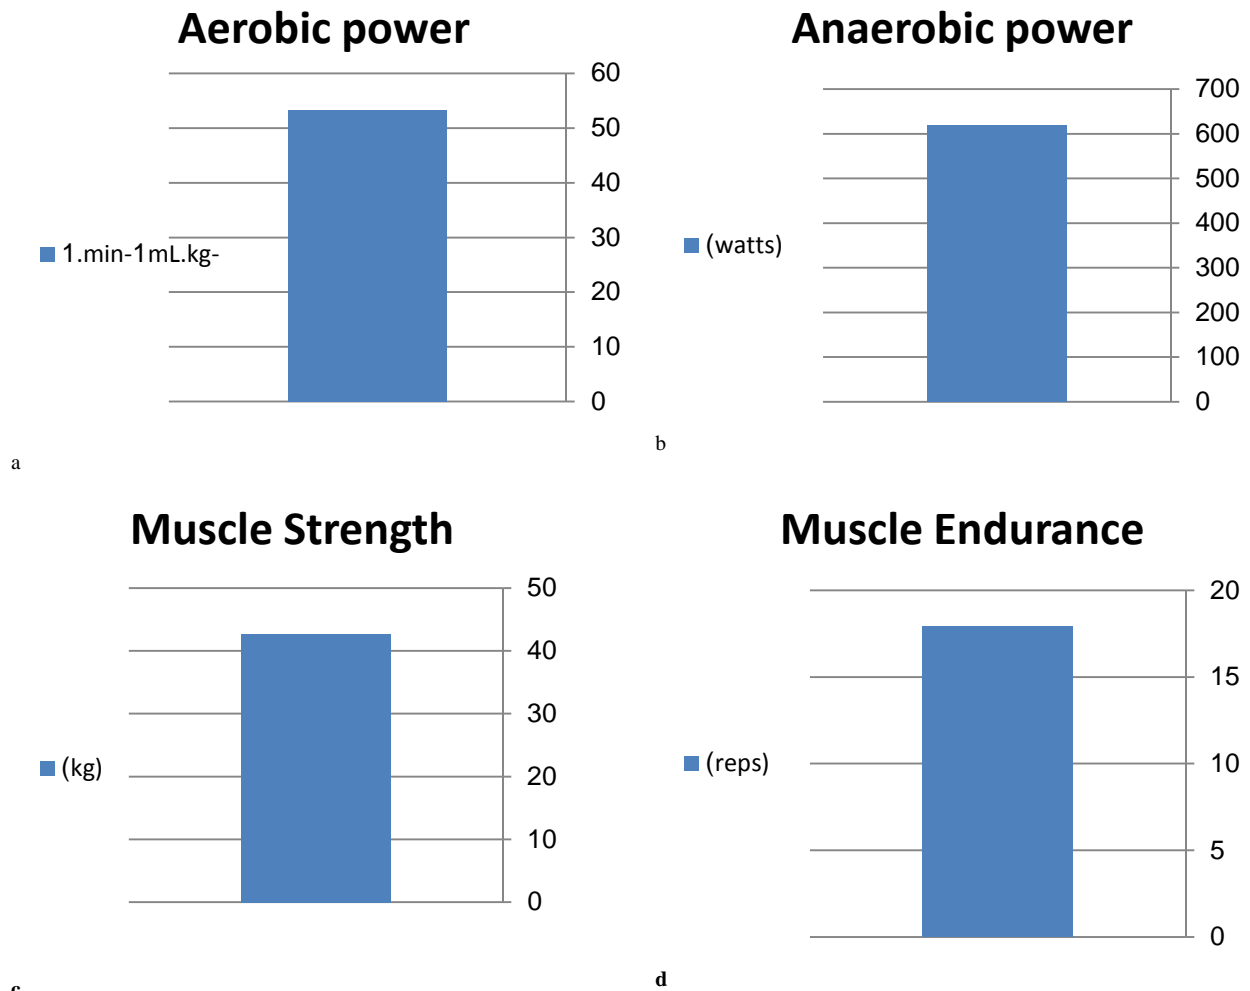 Aerobic power
60
50
40
30
20
10
0
1.min-1mL.kg-
a
Anaerobic power
700
600
500
400
300
200
100
0
(watts)
b
Muscle Strength
50
40
30
20
10
0
(kg)
c
Muscle Endurance
20
15
10
5
0
(reps)
d